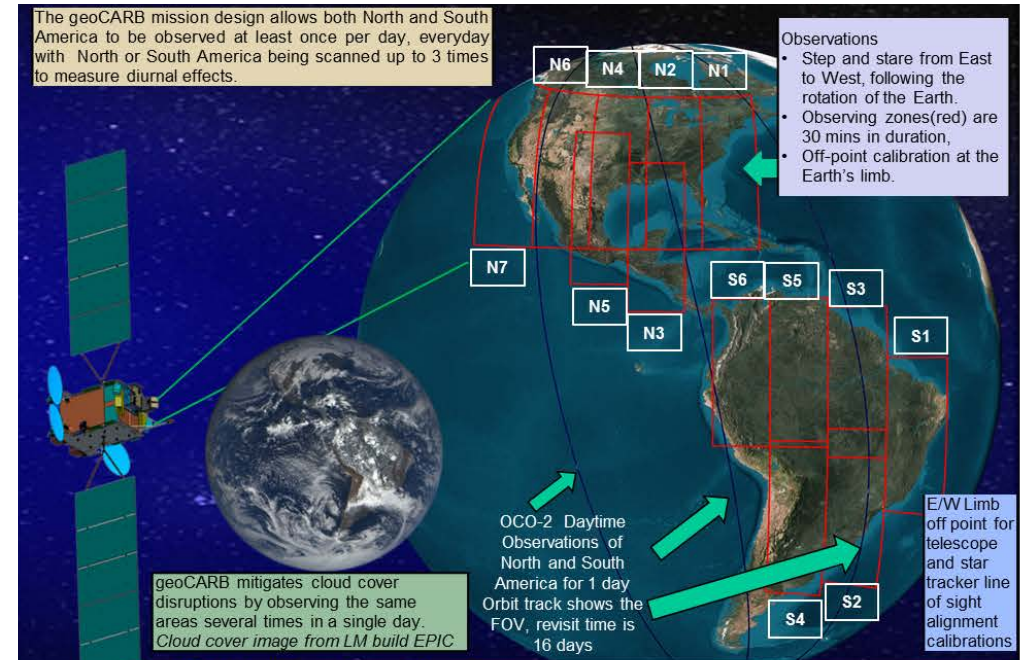 The geoCARB mission design allows both North and South
America to be observed at least once per day, everyday
with North or South America being scanned up to 3 times
to measure diurnal effects.
Observations
• Step and stare from East
to West, following the
rotation of the Earth.
• Observing zones(red) are
30 mins in duration,
• Off-point calibration at the
Earth's limb.
N6
N4
N2
N1
N7
N5
N3
S6
S5
S3
S1
OCO-2 Daytime
Observations of
North and South
America for 1 day
Orbit track shows the
FOV, revisit time is
16 days
E/W Limb
off point for
telescope
and star
tracker line
of sight
alignment
calibrations
S4
S2
geoCARB mitigates cloud cover
disruptions by observing the same
areas several times in a single day.
Cloud cover image from LM build EPIC